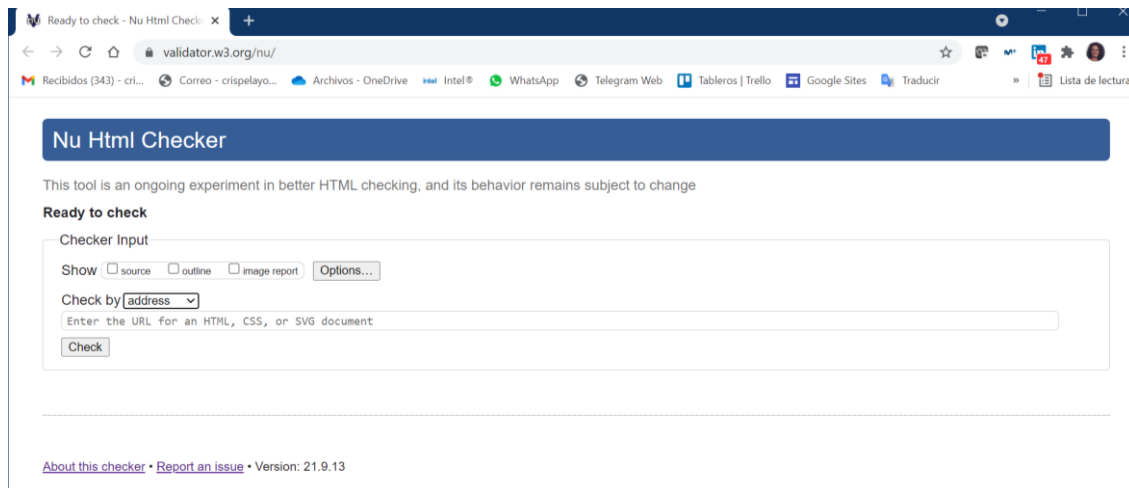 Ready to check - Nu Html Check
validator.w3.org/nu/
47
Recibidos (343) - cri... Correo - crispelayo... Archivos - OneDrive intel Intel® WhatsApp Telegram Web Tableros | Trello Google Sites Traducir » Lista de lectura
Nu Html Checker
This tool is an ongoing experiment in better HTML checking, and its behavior remains subject to change
Ready to check
Checker Input
Show source outline image report Options...
Check by address
Enter the URL for an HTML, CSS, or SVG document
Check
About this checker • Report an issue • Version: 21.9.13